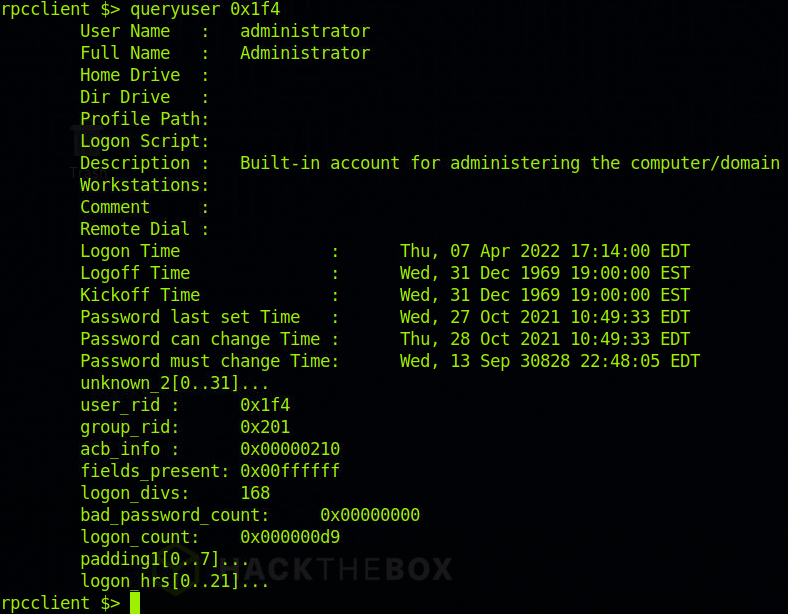 rpcclient $> queryuser 0x1f4
User Name   :   administrator
Full Name   :   Administrator
Home Drive  :
Dir Drive   :
Profile Path:
Logon Script:
Description :   Built-in account for administering the computer/domain
Workstations:
Comment     :
Remote Dial :
Logon Time               :      Thu, 07 Apr 2022 17:14:00 EDT
Logoff Time              :      Wed, 31 Dec 1969 19:00:00 EST
Kickoff Time             :      Wed, 31 Dec 1969 19:00:00 EST
Password last set Time   :      Wed, 27 Oct 2021 10:49:33 EDT
Password can change Time :      Thu, 28 Oct 2021 10:49:33 EDT
Password must change Time:      Wed, 13 Sep 30828 22:48:05 EDT
unknown_2[0..31]...
user_rid :      0x1f4
group_rid:      0x201
acb_info :      0x00000210
fields_present: 0x00ffffff
logon_divs:     168
bad_password_count:     0x00000000
logon_count:    0x000000d9
padding1[0..7]...
HACKTHEBOX
logon_hrs[0..21]...
rpcclient $>